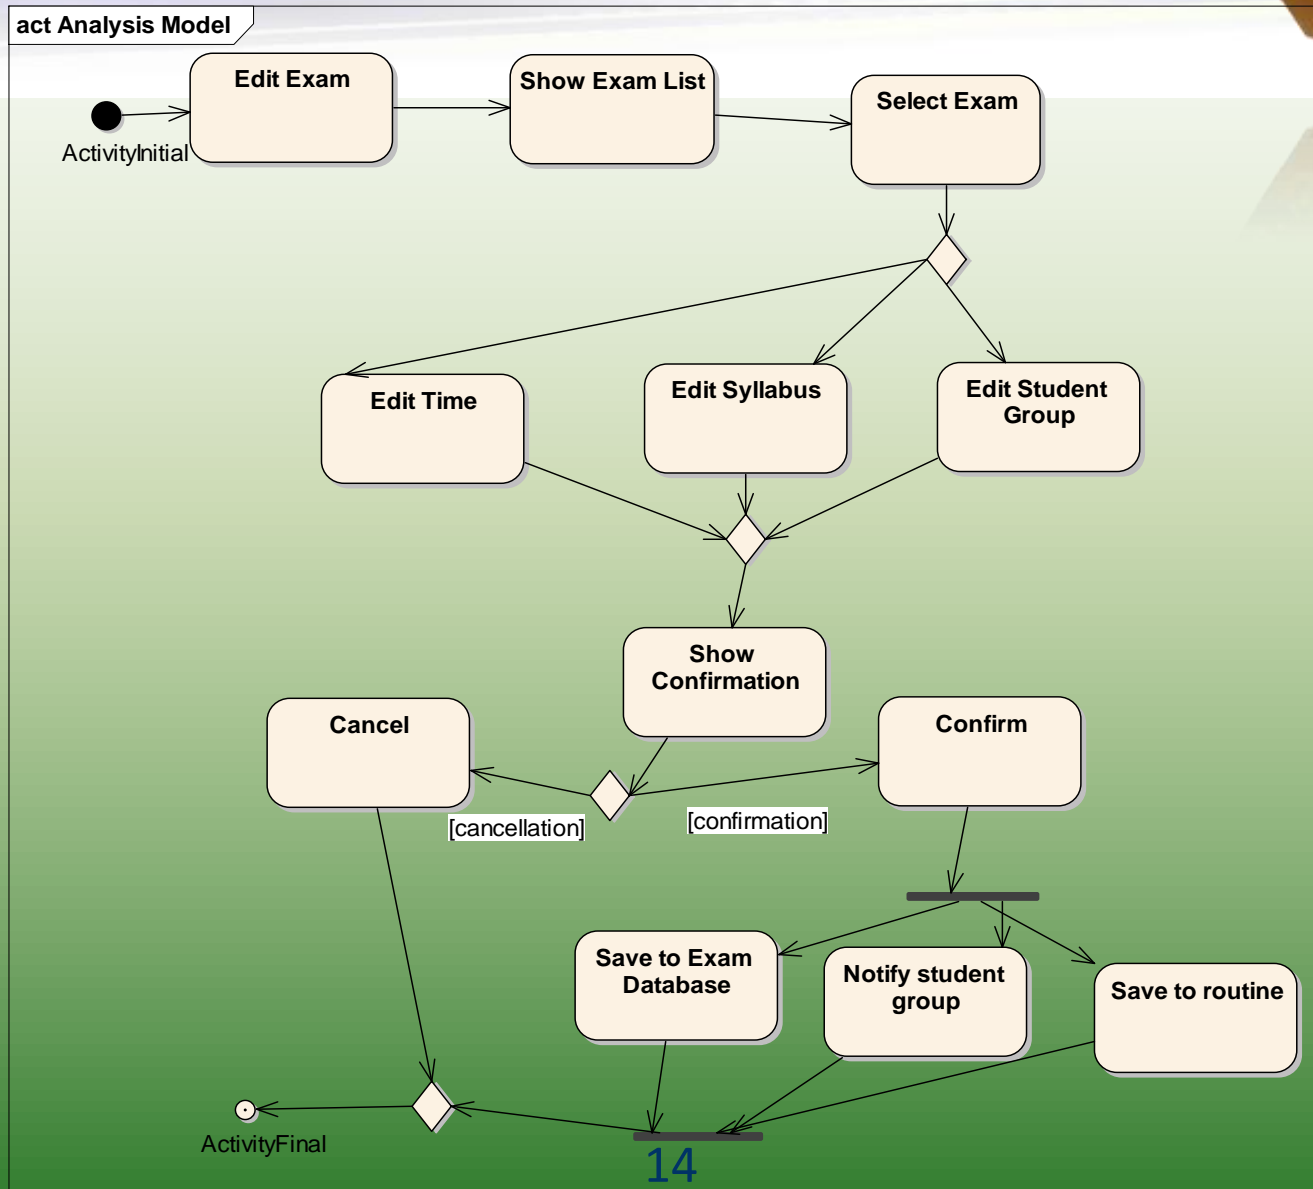 act Analysis Model
Edit Exam
Show Exam List
Select Exam
ActivityInitial
Edit Time
Edit Syllabus
Edit Student
Group
Show
Confirmation
Cancel
Confirm
[cancellation]
[confirmation]
Save to Exam
Database
Notify student
group
Save to routine
ActivityFinal
14